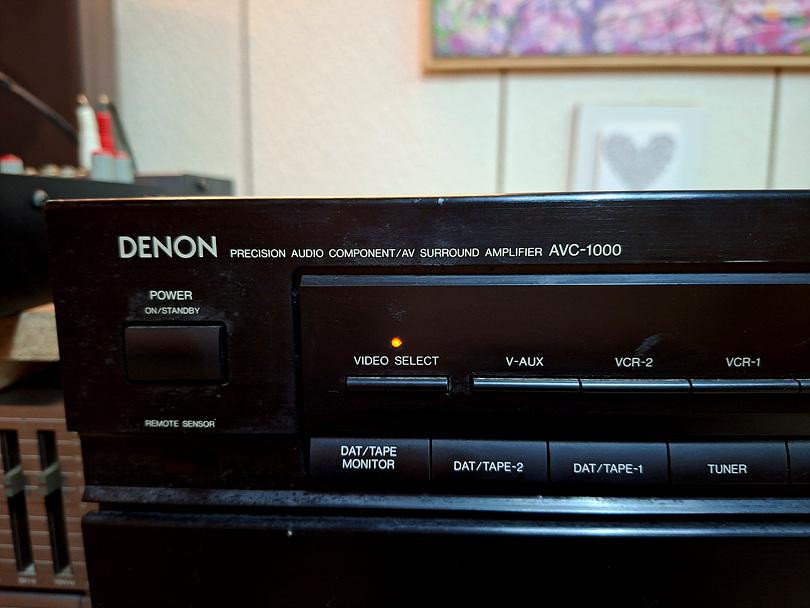 DENON PRECISION AUDIO COMPONENT/AV SURROUND AMPLIFIER AVC-1000
POWER
ON/STANDBY
VIDEO SELECT
V-AUX
VCR-2
VCR-1
REMOTE SENSOR
DAT/TAPE
MONITOR
DAT/TAPE-2
DAT/TAPE-1
TUNER